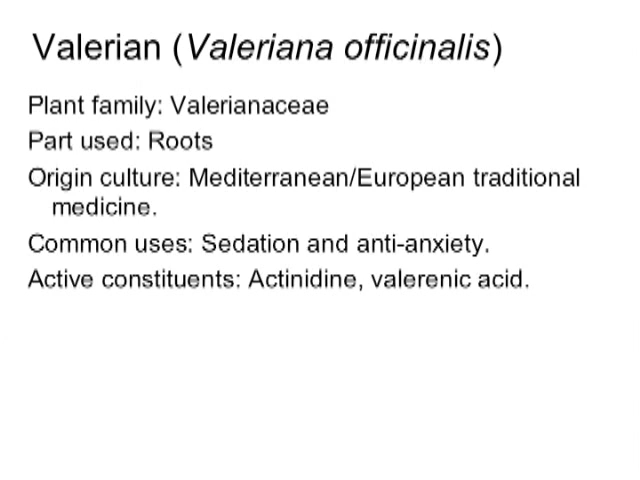 Valerian (Valeriana officinalis)
Plant family: Valerianaceae
Part used: Roots
Origin culture: Mediterranean/European traditional
medicine.
Common uses: Sedation and anti-anxiety.
Active constituents: Actinidine, valerenic acid.